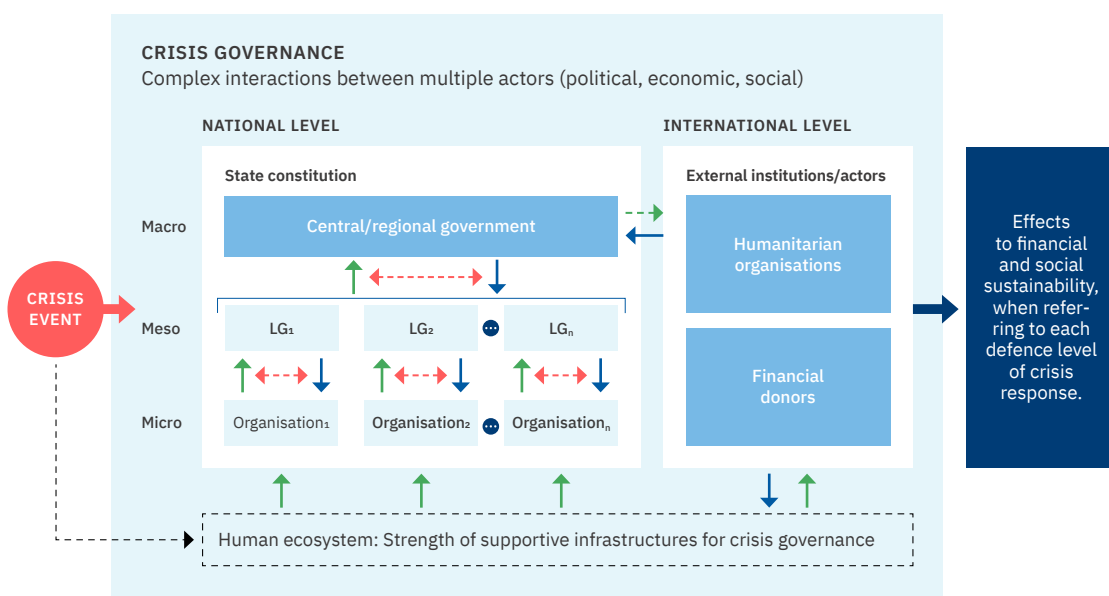 CRISIS GOVERNANCE
Complex interactions between multiple actors (political, economic, social)
NATIONAL LEVEL
INTERNATIONAL LEVEL
State constitution
External institutions/actors
Macro
Central/regional government
Humanitarian
organisations
CRISIS
EVENT
Meso
LG₁
LG₂
LGₙ
Financial
donors
Micro
Organisation₁
Organisation₂
Organisationₙ
Human ecosystem: Strength of supportive infrastructures for crisis governance
Effects
to financial
and social
sustainability,
when refer-
ring to each
defence level
of crisis
response.